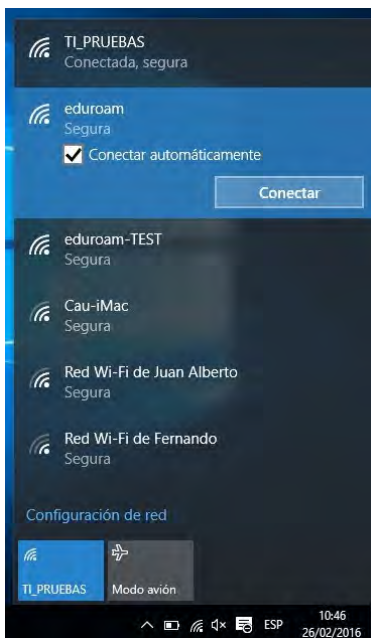 TI_PRUEBAS
Conectada, segura
eduroam
Segura
Conectar automáticamente
Conectar
eduroam-TEST
Segura
Cau-iMac
Segura
Red Wi-Fi de Juan Alberto
Segura
Red Wi-Fi de Fernando
Segura
Configuración de red
TI_PRUEBAS
Modo avión
ESP
10:46
26/02/2016